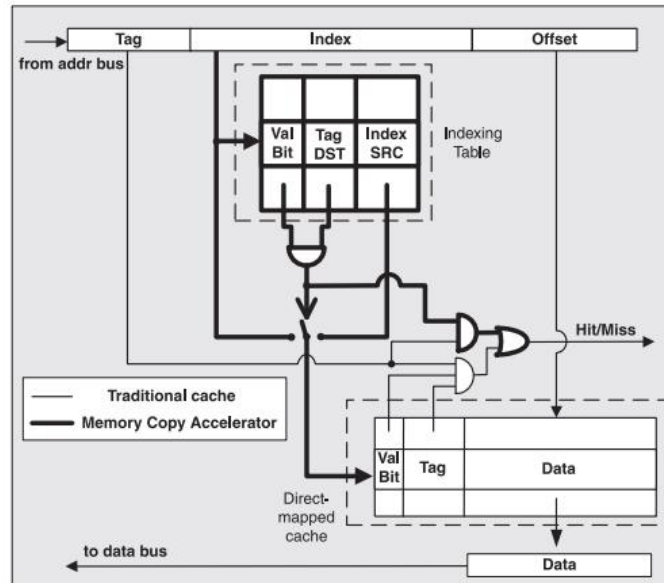 Tag Index Offset
from addr bus
Val Bit
Tag DST
Index SRC
Indexing
Table
Hit/Miss
Traditional cache
Memory Copy Accelerator
Val
Bit
Tag
Data
Direct-
mapped
cache
to data bus
Data